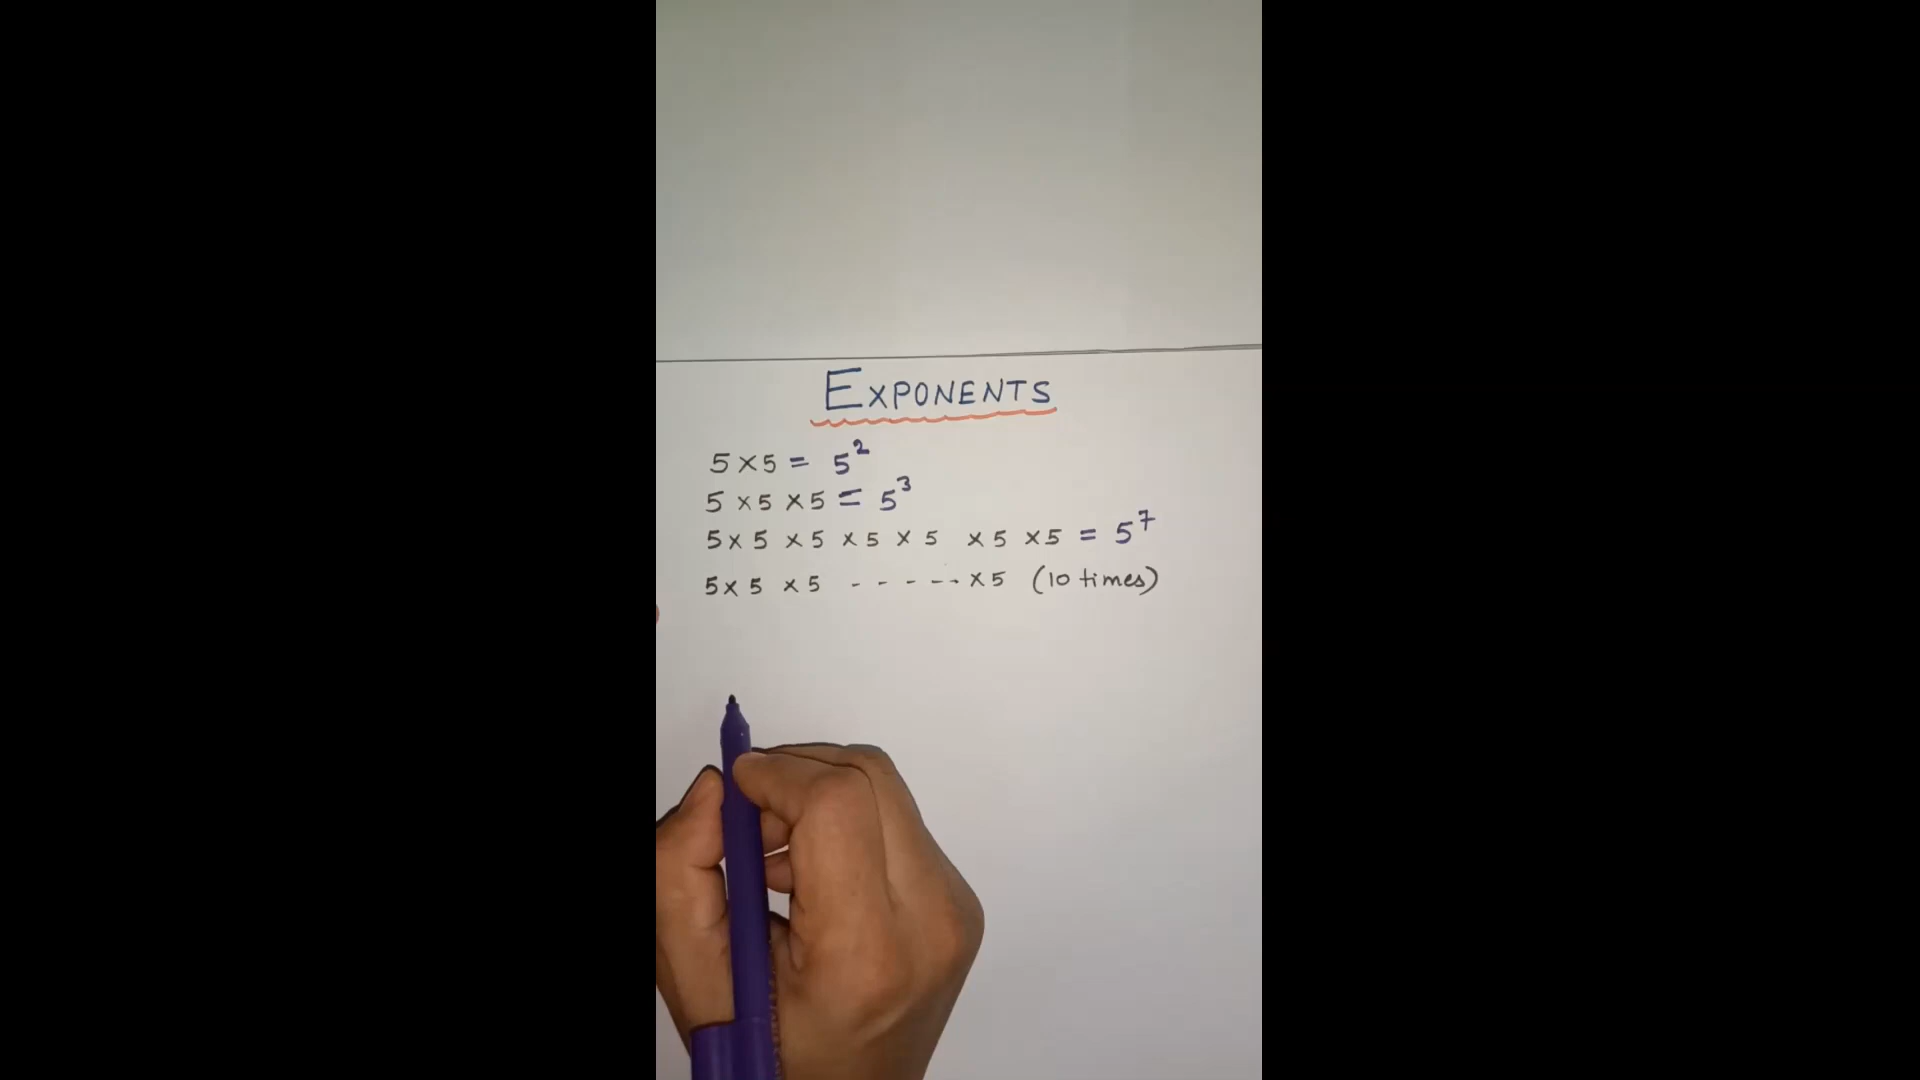 EXPONENTS
5 × 5 = 5²
5 × 5 × 5 = 5³
5 × 5 × 5 × 5 × 5 × 5 × 5 = 5⁷
5 × 5 × 5 ------ × 5 (10 times)